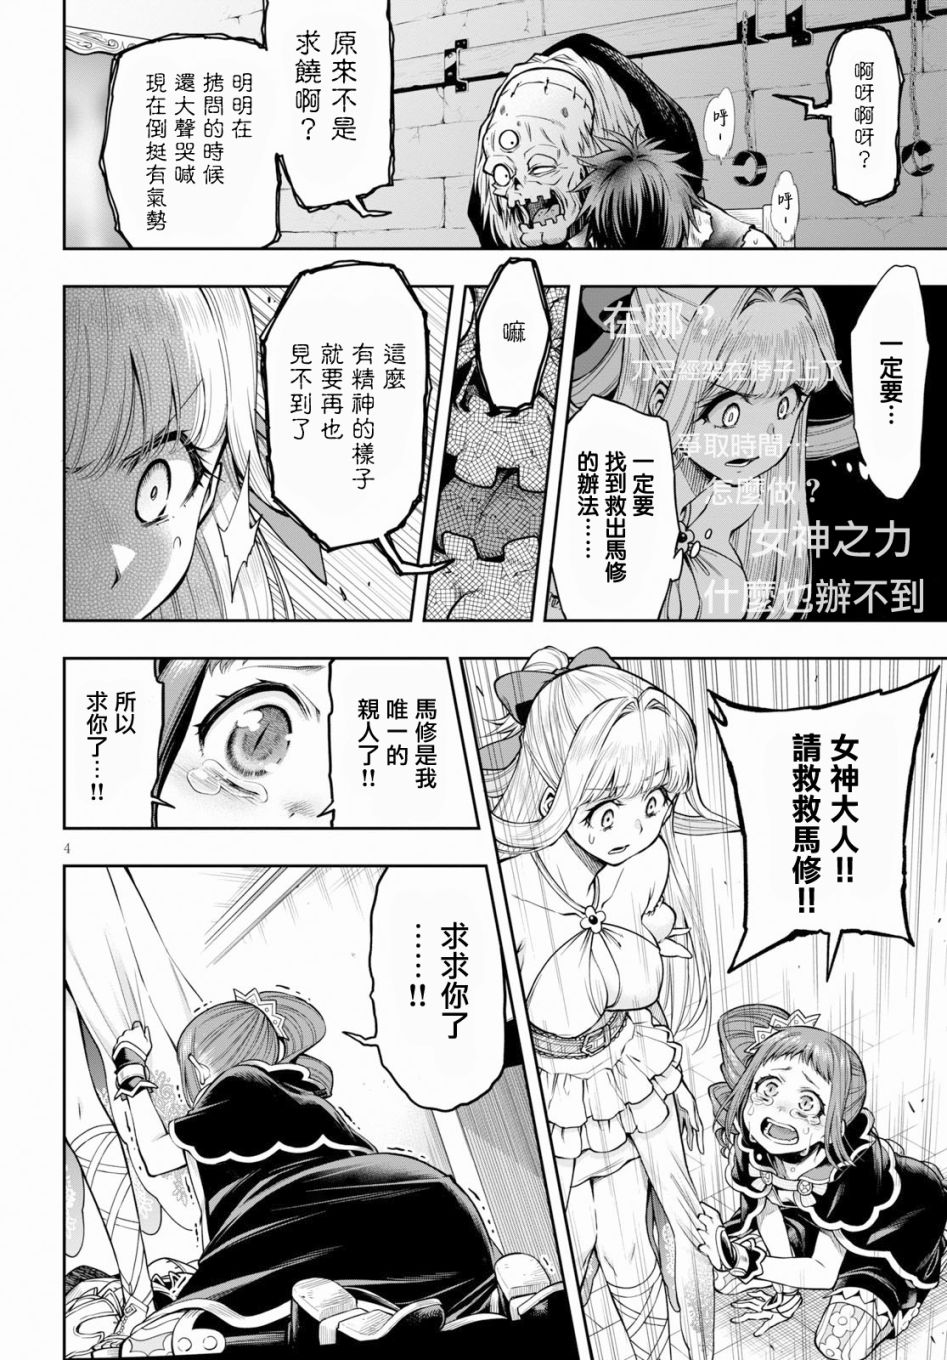 啊呀啊呀？
呼-
呼-
原來不是
求饒啊？
明明在
拷問的時候
還大聲哭喊
現在倒挺有氣勢
一定要…
在哪？
刀已經架在脖子上了
爭取時間…
怎麼做？
女神之力
什麼也辦不到
一定要
找到救出馬修
的辦法……
嘛
這麼
有精神的樣子
就要再也
見不到了
女神大人!!
請救救馬修!!
馬修是我
唯一的
親人了!!
所以
求你了…!!
求求你了
……!!
4